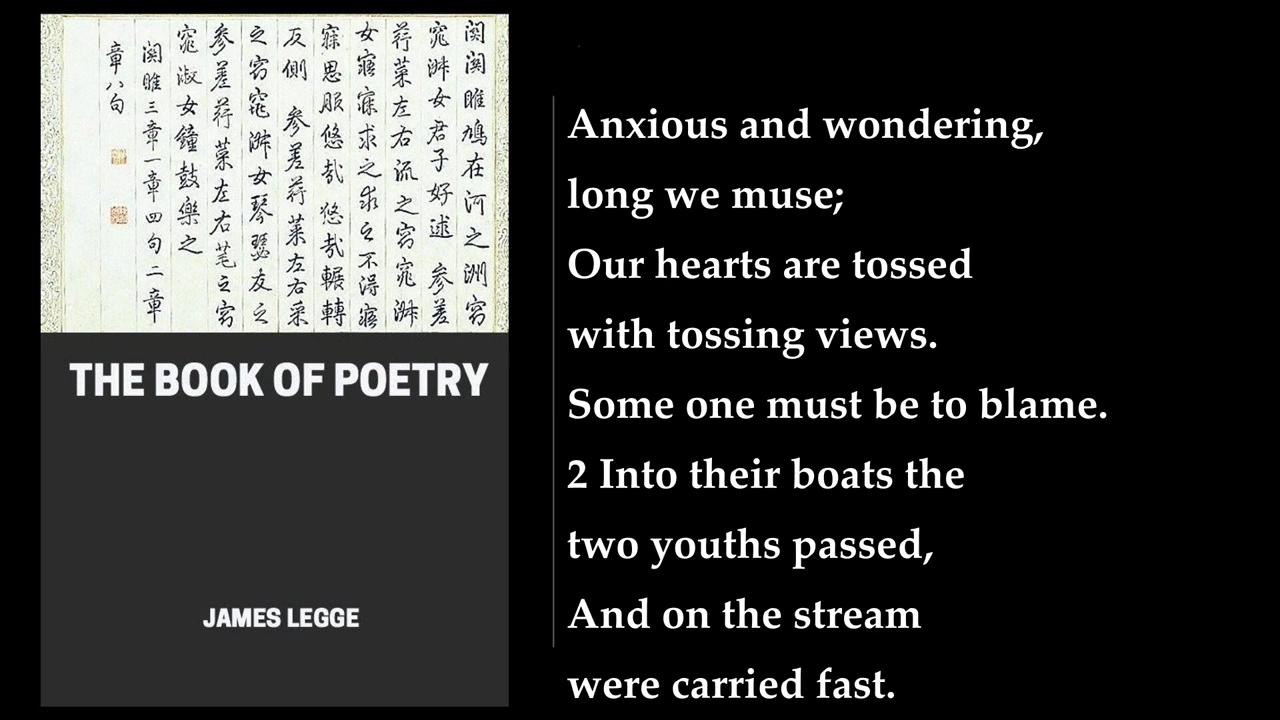 關關雎鳩在河之洲窈
窕淑女君子好逑 參差
荇菜左右流之窈窕淑
女寤寐求之求之不得寤
寐思服悠哉悠哉輾轉
反側 參差荇菜左右采
之窈窕淑女琴瑟友之
參差荇菜左右芼之窈
窕淑女鐘鼓樂之
關雎三章一章四句二章
章八句
THE BOOK OF POETRY
JAMES LEGGE
Anxious and wondering,
long we muse;
Our hearts are tossed
with tossing views.
Some one must be to blame.
2 Into their boats the
two youths passed,
And on the stream
were carried fast.